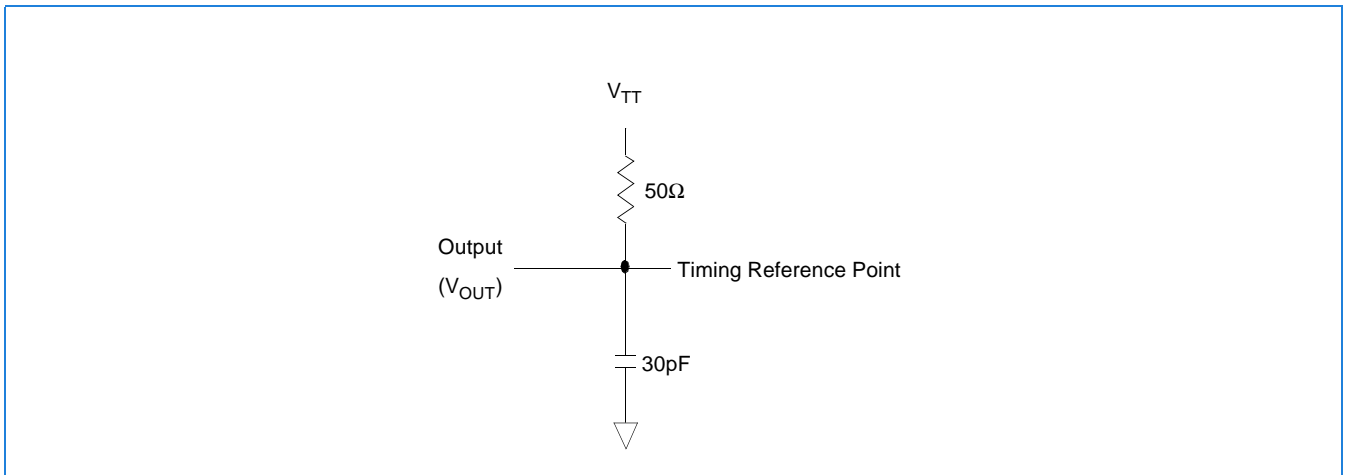 VTT
50Ω
Output
(VOUT)
Timing Reference Point
30pF